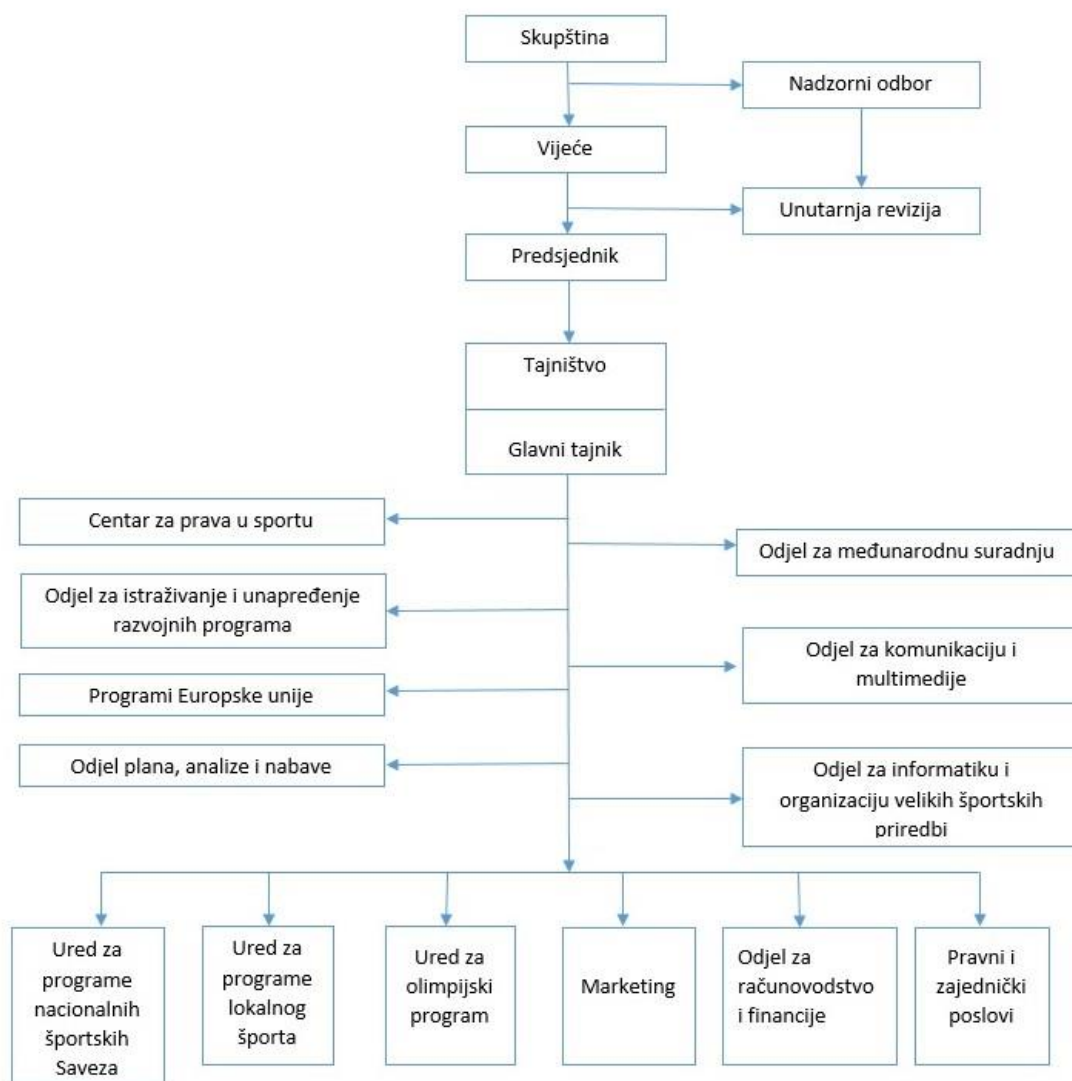 Skupština
Nadzorni odbor
Vijeće
Unutarnja revizija
Predsjednik
Tajništvo
Glavni tajnik
Centar za prava u sportu
Odjel za međunarodnu suradnju
Odjel za istraživanje i unapređenje
razvojnih programa
Odjel za komunikaciju i
multimedije
Programi Europske unije
Odjel plana, analize i nabave
Odjel za informatiku i
organizaciju velikih športskih
priredbi
Ured za
programe
nacionalnih
športskih
Saveza
Ured za
programe
lokalnog
športa
Ured za
olimpijski
program
Marketing
Odjel za
računovodstvo
i financije
Pravni i
zajednički
poslovi